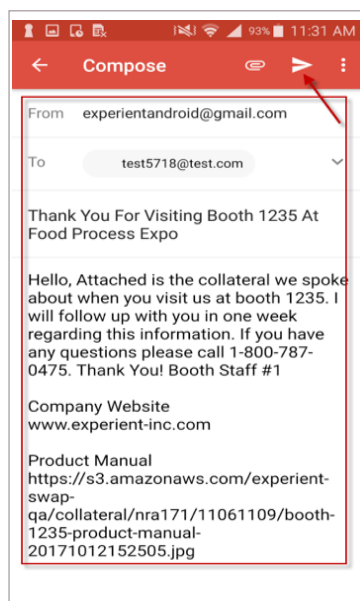 93% 11:31 AM
Compose
From experientandroid@gmail.com
To test5718@test.com
Thank You For Visiting Booth 1235 At
Food Process Expo
Hello, Attached is the collateral we spoke
about when you visit us at booth 1235. I
will follow up with you in one week
regarding this information. If you have
any questions please call 1-800-787-
0475. Thank You! Booth Staff #1
Company Website
www.experient-inc.com
Product Manual
https://s3.amazonaws.com/experient-
swap-
qa/collateral/nra171/11061109/booth-
1235-product-manual-
20171012152505.jpg